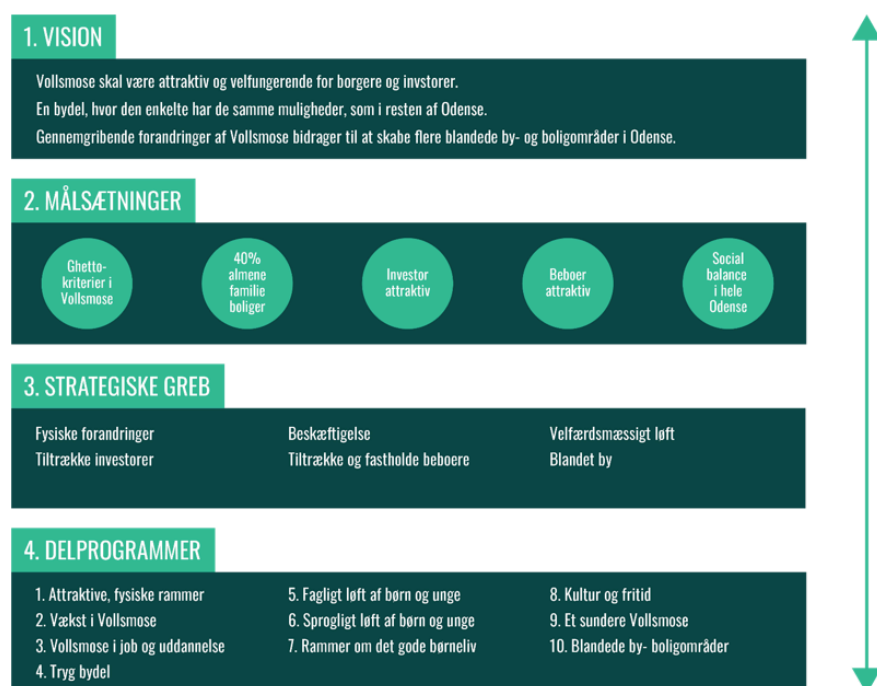 1. VISION
Vollsmose skal være attraktiv og velfungerende for borgere og invstorer.
En bydel, hvor den enkelte har de samme muligheder, som i resten af Odense.
Gennemgribende forandringer af Vollsmose bidrager til at skabe flere blandede by- og boligområder i Odense.
2. MÅLSÆTNINGER
Ghetto-
kriterier i
Vollsmose
40%
almene
familie
boliger
Investor
attraktiv
Beboer
attraktiv
Social
balance
i hele
Odense
3. STRATEGISKE GREB
Fysiske forandringer
Tiltrække investorer
Beskæftigelse
Tiltrække og fastholde beboere
Velfærdsmæssigt løft
Blandet by
4. DELPROGRAMMER
1. Attraktive, fysiske rammer
2. Vækst i Vollsmose
3. Vollsmose i job og uddannelse
4. Tryg bydel
5. Fagligt løft af børn og unge
6. Sprogligt løft af børn og unge
7. Rammer om det gode børneliv
8. Kultur og fritid
9. Et sundere Vollsmose
10. Blandede by- boligområder